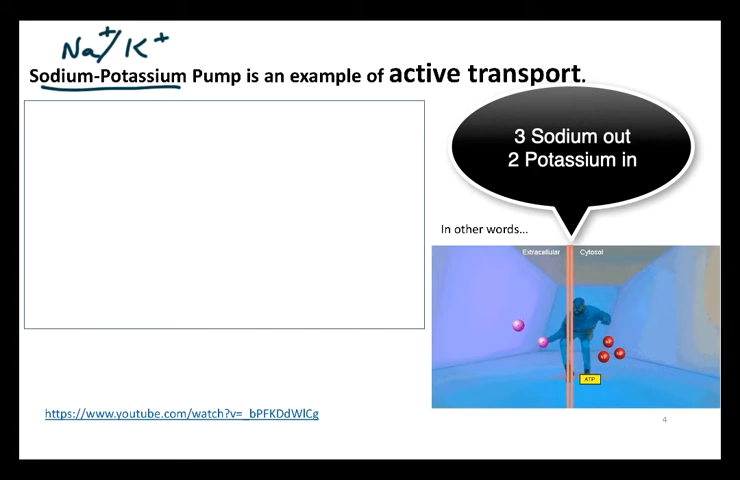 Na+/K+
Sodium-Potassium Pump is an example of active transport.
3 Sodium out
2 Potassium in
In other words...
Extracellular Cytosol
ATP
https://www.youtube.com/watch?v=_bPFKDdWlCg
4